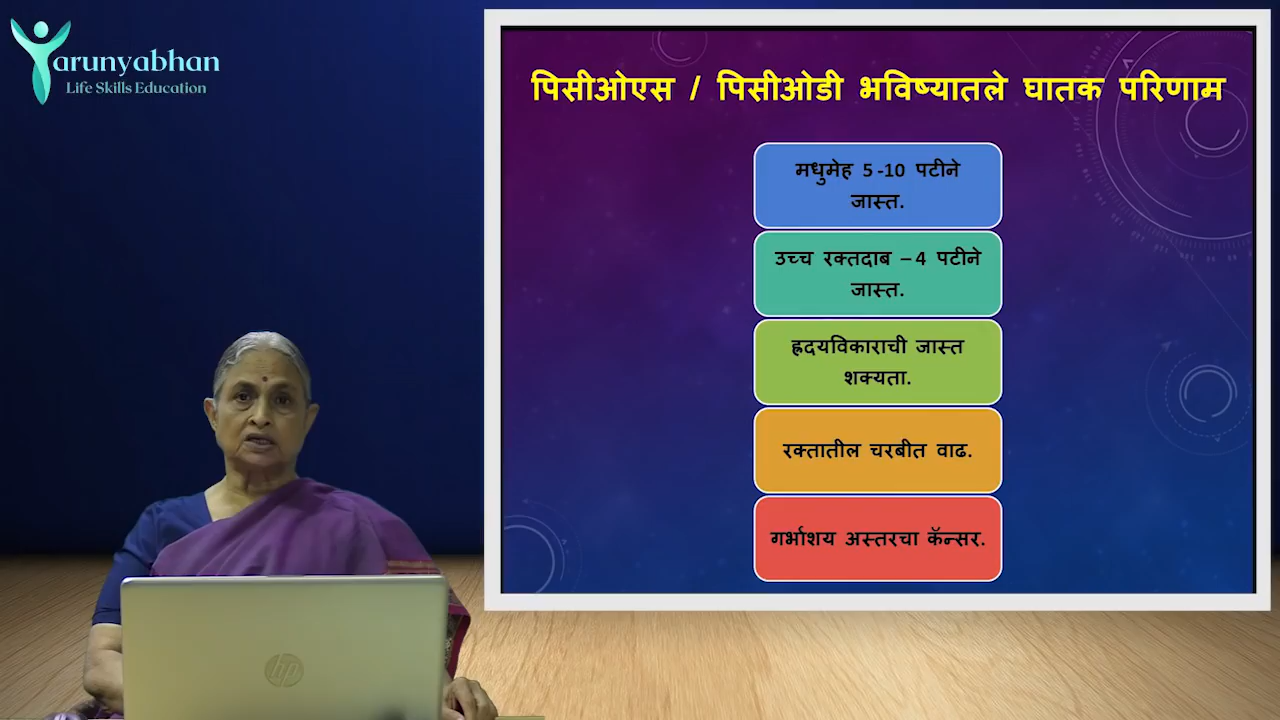 Yarunyabhan
Life Skills Education
पिसीओएस / पिसीओडी भविष्यातले घातक परिणाम
मधुमेह 5 -10 पटीने
जास्त.
उच्च रक्तदाब – 4 पटीने
जास्त.
हृदयविकाराची जास्त
शक्यता.
रक्तातील चरबीत वाढ.
गर्भाशय अस्तरचा कॅन्सर.
hp